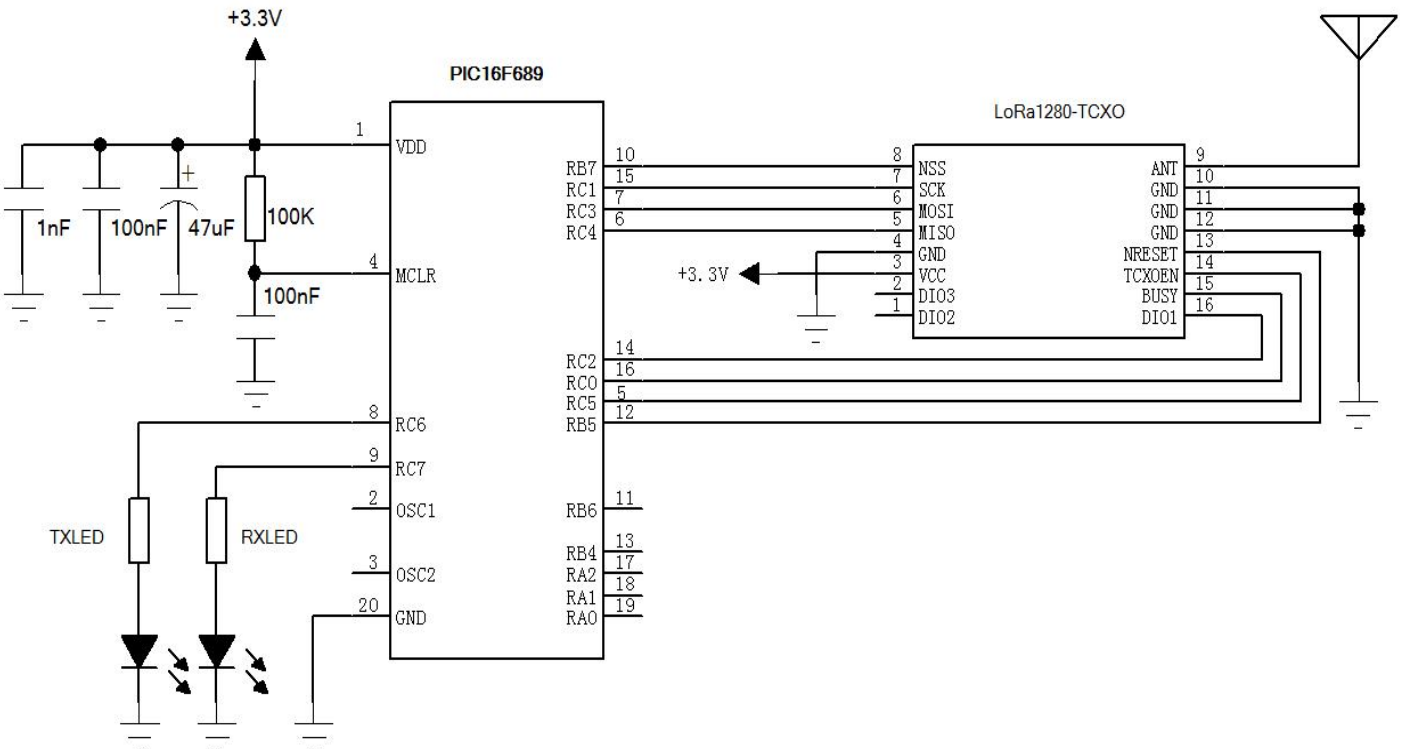 +3.3V
PIC16F689
LoRa1280-TCXO
1
VDD
1nF
100nF
47uF
+
100K
4
MCLR
100nF
8
RC6
9
RC7
2
OSC1
3
OSC2
20
GND
TXLED
RXLED
RB7
10
RC1
15
RC3
7
RC4
6
RC2
14
RC0
16
RC5
5
RB5
12
RB6
11
RB4
13
RA2
17
RA1
18
RA0
19
8
NSS
7
SCK
6
MOSI
5
MISO
4
GND
+3.3V
3
VCC
2
DIO3
1
DIO2
ANT
9
GND
10
GND
11
GND
12
NRESET
13
TCXOEN
14
BUSY
15
DIO1
16